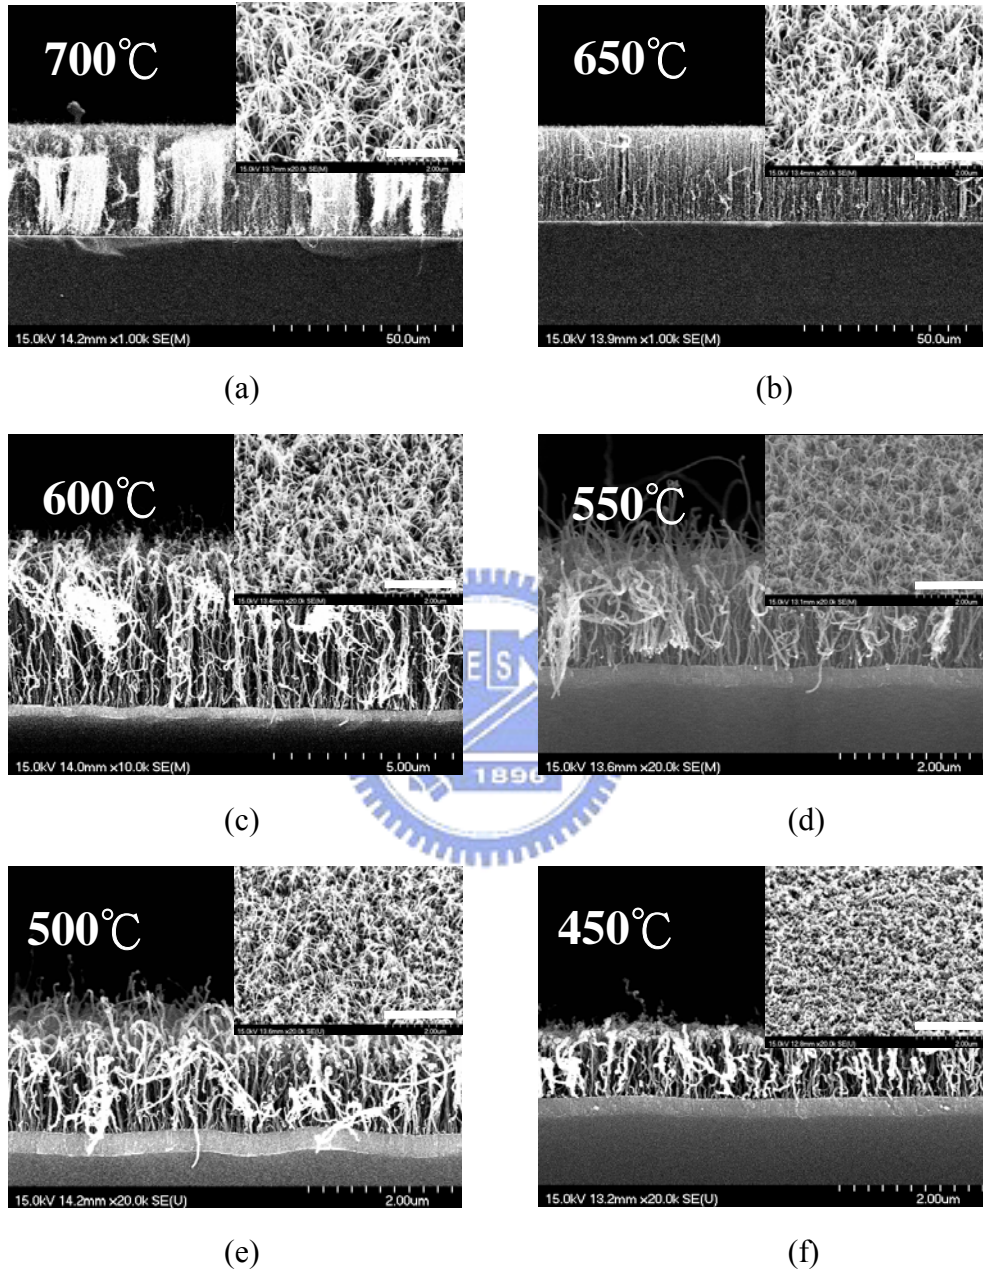 700℃
15.0kV 13.7mm x20.0k SE(M) 2.00um
15.0kV 14.2mm x1.00k SE(M) 50.0um
(a)
650℃
15.0kV 13.4mm x20.0k SE(M) 2.00um
15.0kV 13.9mm x1.00k SE(M) 50.0um
(b)
600℃
15.0kV 13.4mm x20.0k SE(M) 2.00um
15.0kV 14.0mm x10.0k SE(M) 5.00um
(c)
550℃
15.0kV 13.1mm x20.0k SE(M) 2.00um
15.0kV 13.6mm x20.0k SE(M) 2.00um
(d)
E S
1896
500℃
15.0kV 13.6mm x20.0k SE(U) 2.00um
15.0kV 14.2mm x20.0k SE(U) 2.00um
(e)
450℃
15.0kV 12.8mm x20.0k SE(U) 2.00um
15.0kV 13.2mm x20.0k SE(U) 2.00um
(f)